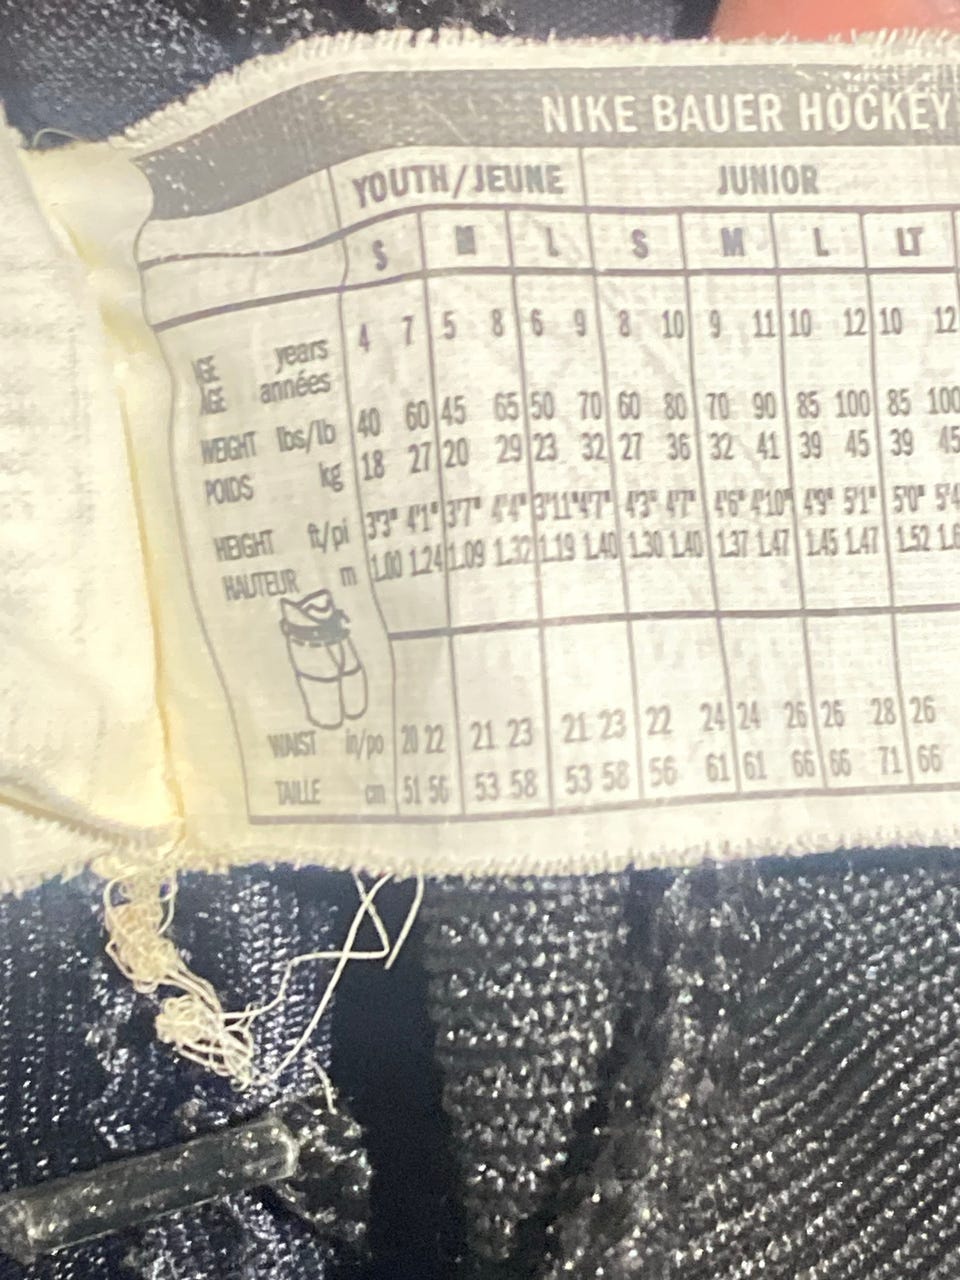 NIKE BAUER HOCKEY
YOUTH/JEUNE JUNIOR
S M L S M L LT
AGE years 4 7 5 8 6 9 8 10 9 11 10 12 10 12
AGE années
WEIGHT lbs/lb 40 60 45 65 50 70 60 80 70 90 85 100 85 100
POIDS kg 18 27 20 29 23 32 27 36 32 41 39 45 39 45
HEIGHT ft/pi 3'3" 4'1" 3'7" 4'4" 3'11" 4'7" 4'3" 4'7" 4'6" 4'10" 4'9" 5'1" 5'0" 5'4
HAUTEUR m 1.00 1.24 1.09 1.32 1.19 1.40 1.30 1.40 1.37 1.47 1.45 1.47 1.52 1.6
WAIST in/po 20 22 21 23 21 23 22 24 24 26 26 28 26
TAILLE cm 51 56 53 58 53 58 56 61 61 66 66 71 66